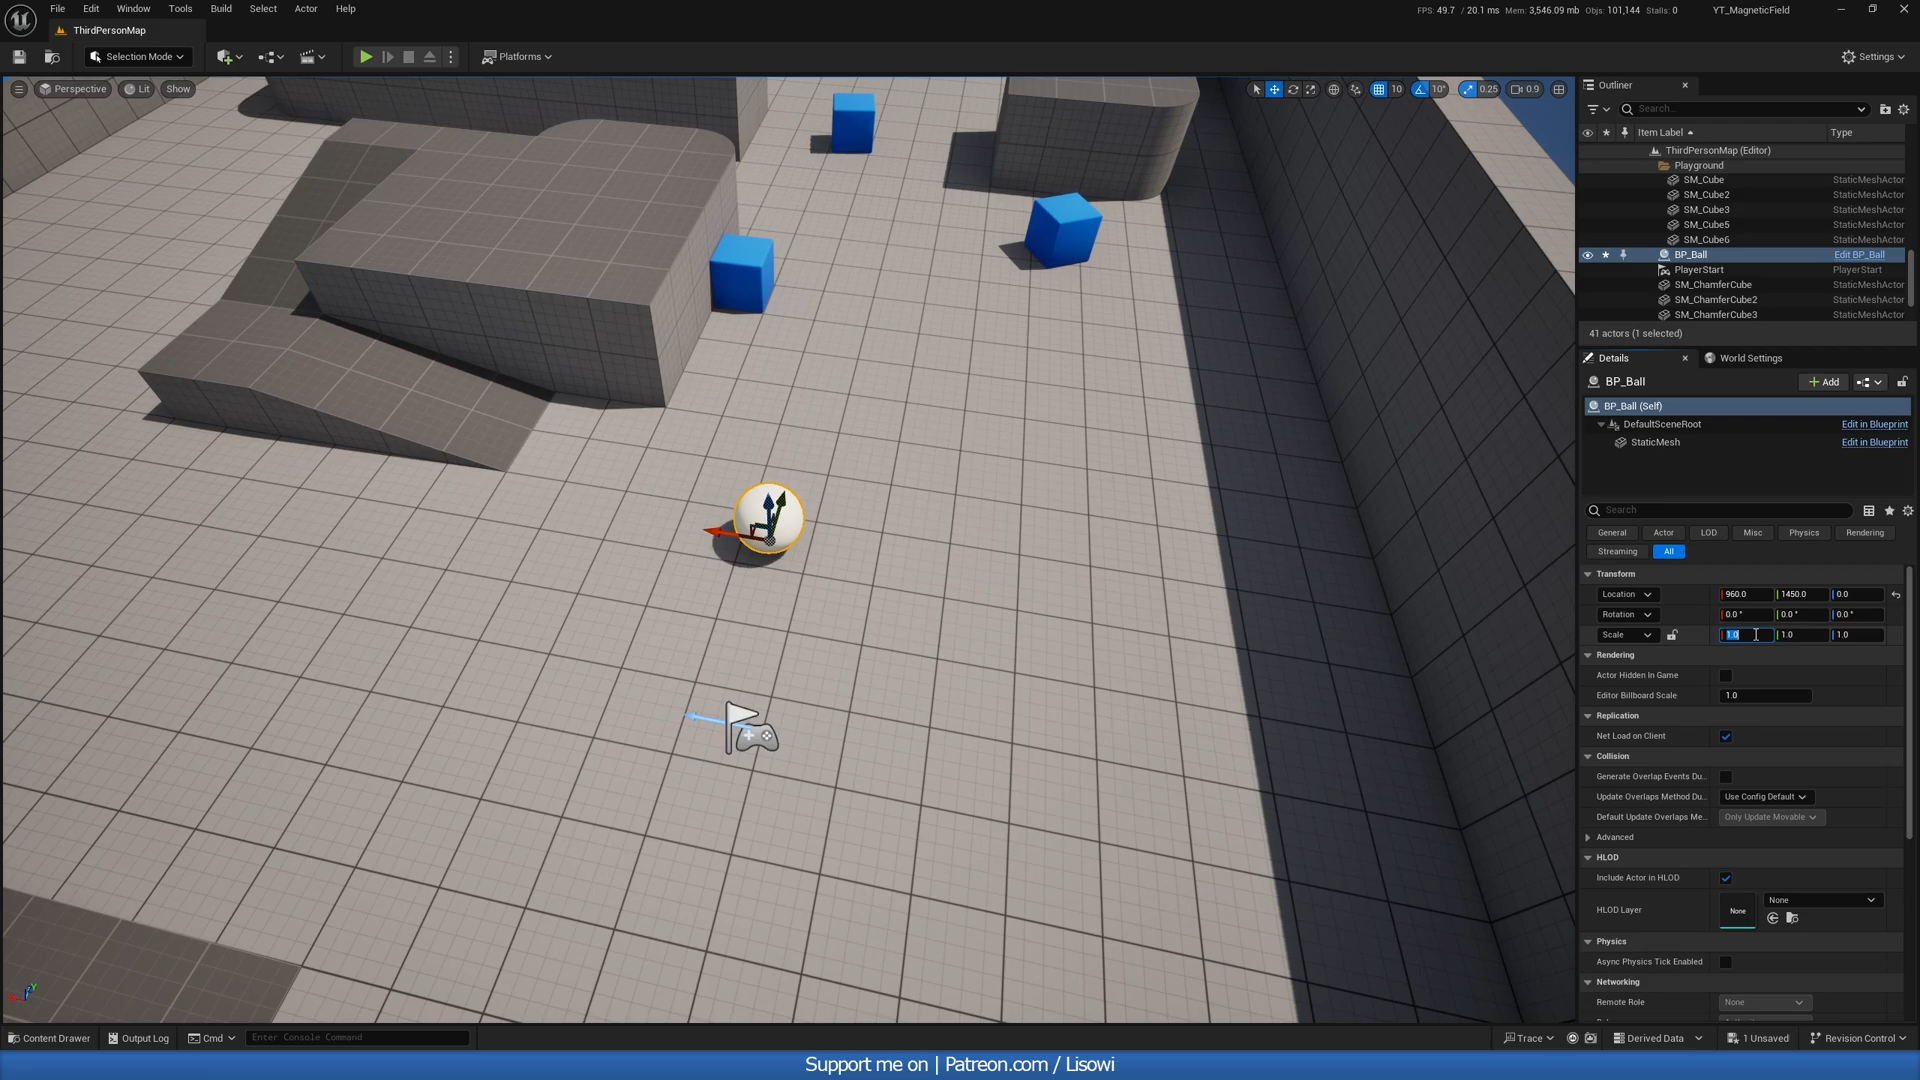 File Edit Window Tools Build Select Actor Help
FPS: 49.7 / 20.1 ms Mem: 3,546.09 mb Objs: 101,144 Stalls: 0 YT_MagneticField
ThirdPersonMap
Selection Mode Platforms Settings
Perspective Lit Show 10 10° 0.25 0.9
Outliner
Search...
Item Label Type
ThirdPersonMap (Editor)
Playground
SM_Cube StaticMeshActor
SM_Cube2 StaticMeshActor
SM_Cube3 StaticMeshActor
SM_Cube5 StaticMeshActor
SM_Cube6 StaticMeshActor
BP_Ball Edit BP_Ball
PlayerStart PlayerStart
SM_ChamferCube StaticMeshActor
SM_ChamferCube2 StaticMeshActor
SM_ChamferCube3 StaticMeshActor
41 actors (1 selected)
Details World Settings
BP_Ball Add
BP_Ball (Self)
DefaultSceneRoot Edit in Blueprint
StaticMesh Edit in Blueprint
Search
General Actor LOD Misc Physics Rendering
Streaming All
Transform
Location 960.0 1450.0 0.0
Rotation 0.0 ° 0.0 ° 0.0 °
Scale 1.0 1.0 1.0
Rendering
Actor Hidden In Game
Editor Billboard Scale 1.0
Replication
Net Load on Client
Collision
Generate Overlap Events Du...
Update Overlaps Method Du... Use Config Default
Default Update Overlaps Me... Only Update Movable
Advanced
HLOD
Include Actor in HLOD
HLOD Layer None None
Physics
Async Physics Tick Enabled
Networking
Remote Role None
Content Drawer Output Log Cmd Enter Console Command Trace Derived Data 1 Unsaved Revision Control
Support me on | Patreon.com / Lisowi